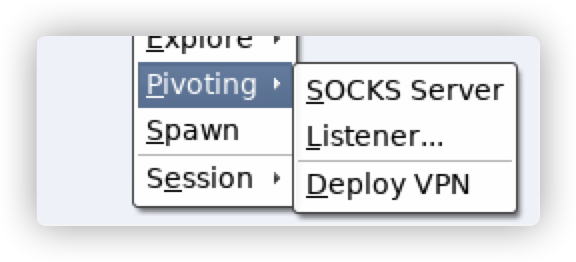 Explore
Pivoting
Spawn
Session
SOCKS Server
Listener...
Deploy VPN